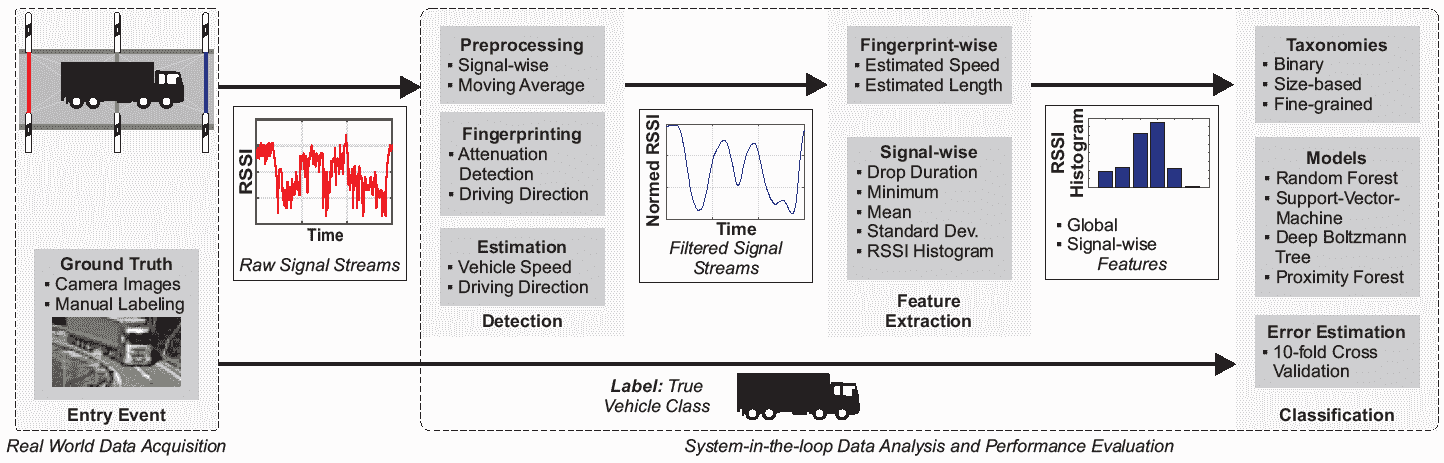 Ground Truth
▪ Camera Images
▪ Manual Labeling
Entry Event
Real World Data Acquisition
RSSI
Time
Raw Signal Streams
Preprocessing
▪ Signal-wise
▪ Moving Average
Fingerprinting
▪ Attenuation
Detection
▪ Driving Direction
Estimation
▪ Vehicle Speed
▪ Driving Direction
Detection
Normed RSSI
Time
Filtered Signal
Streams
Fingerprint-wise
▪ Estimated Speed
▪ Estimated Length
Signal-wise
▪ Drop Duration
▪ Minimum
▪ Mean
▪ Standard Dev.
▪ RSSI Histogram
Feature
Extraction
RSSI
Histogram
▪ Global
▪ Signal-wise
Features
Taxonomies
▪ Binary
▪ Size-based
▪ Fine-grained
Models
▪ Random Forest
▪ Support-Vector-
Machine
▪ Deep Boltzmann
Tree
▪ Proximity Forest
Error Estimation
▪ 10-fold Cross
Validation
Classification
Label: True
Vehicle Class
System-in-the-loop Data Analysis and Performance Evaluation